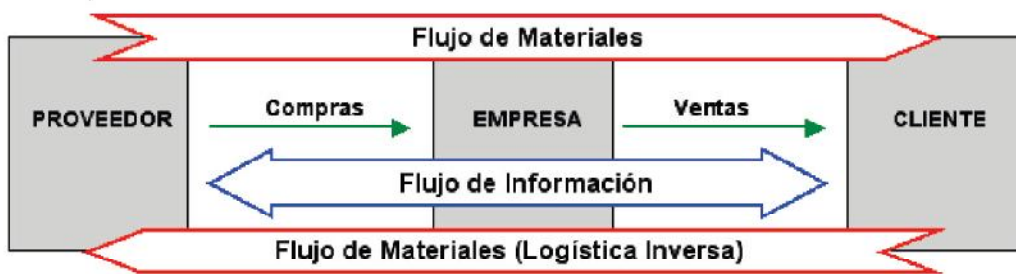 Flujo de Materiales
PROVEEDOR
Compras
EMPRESA
Ventas
CLIENTE
Flujo de Información
Flujo de Materiales (Logística Inversa)